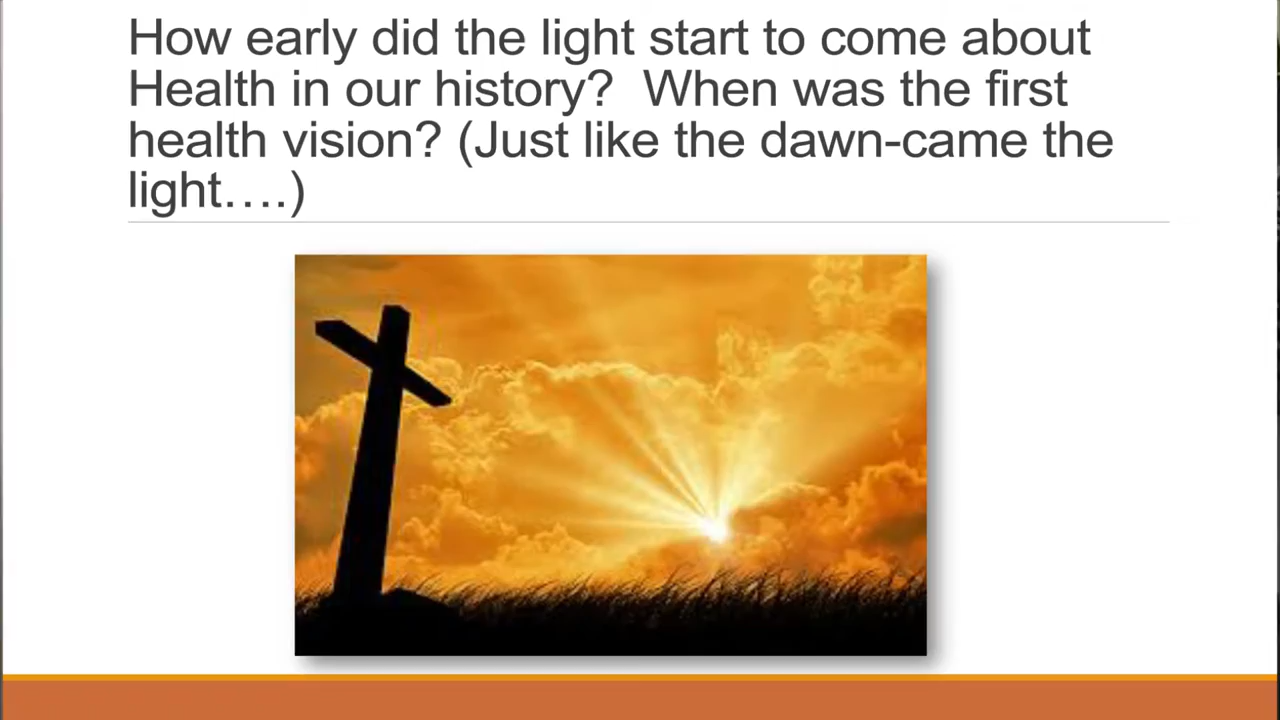 How early did the light start to come about
Health in our history?  When was the first
health vision? (Just like the dawn-came the
light….)